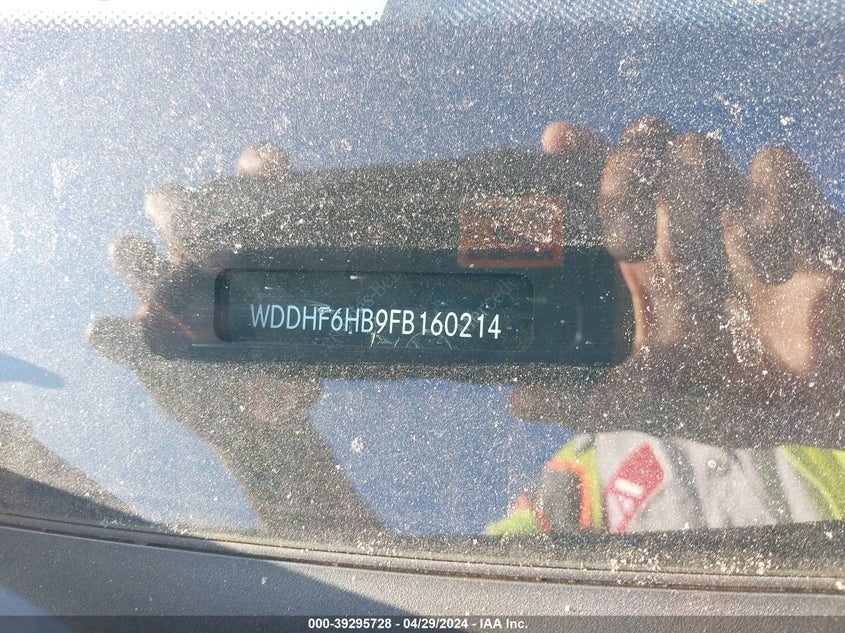 WDDHF6HB9FB160214
000-39295728 - 04/29/2024 - IAA Inc.